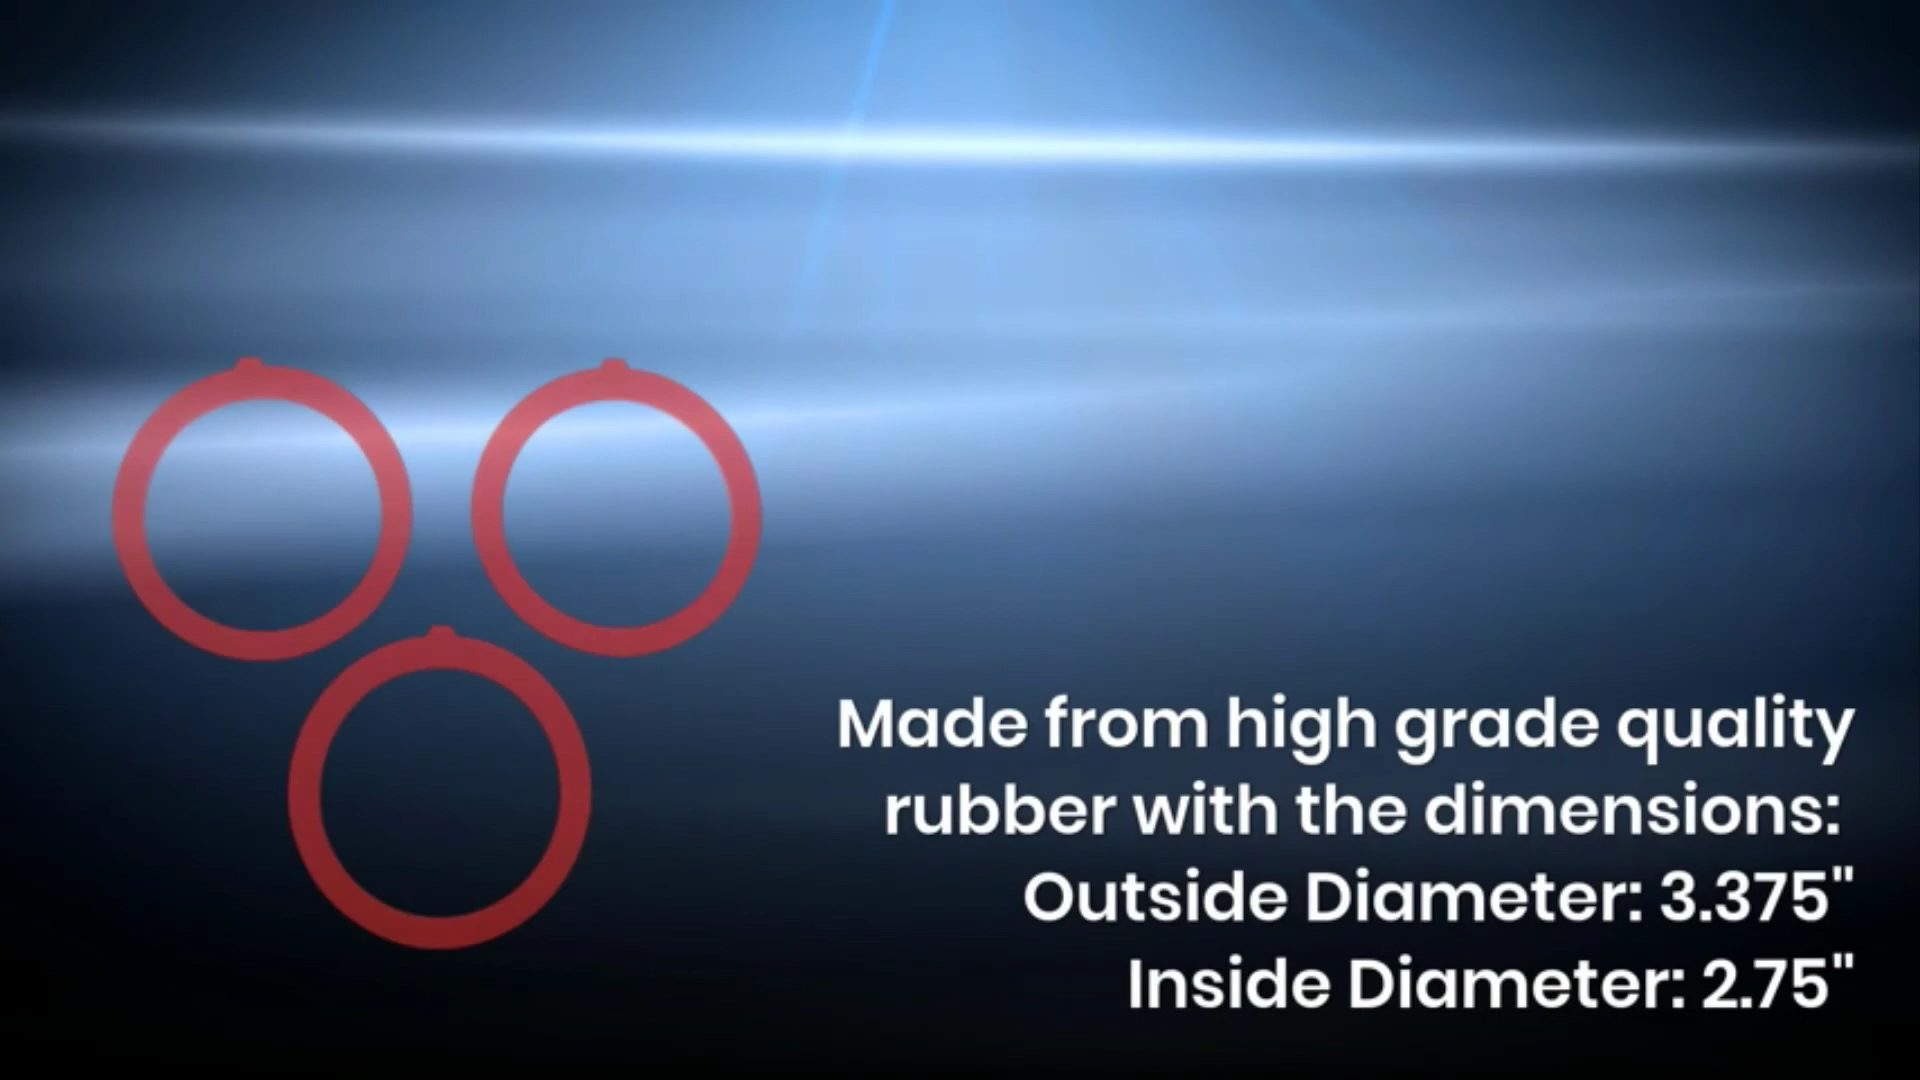 Made from high grade quality
rubber with the dimensions:
Outside Diameter: 3.375"
Inside Diameter: 2.75"